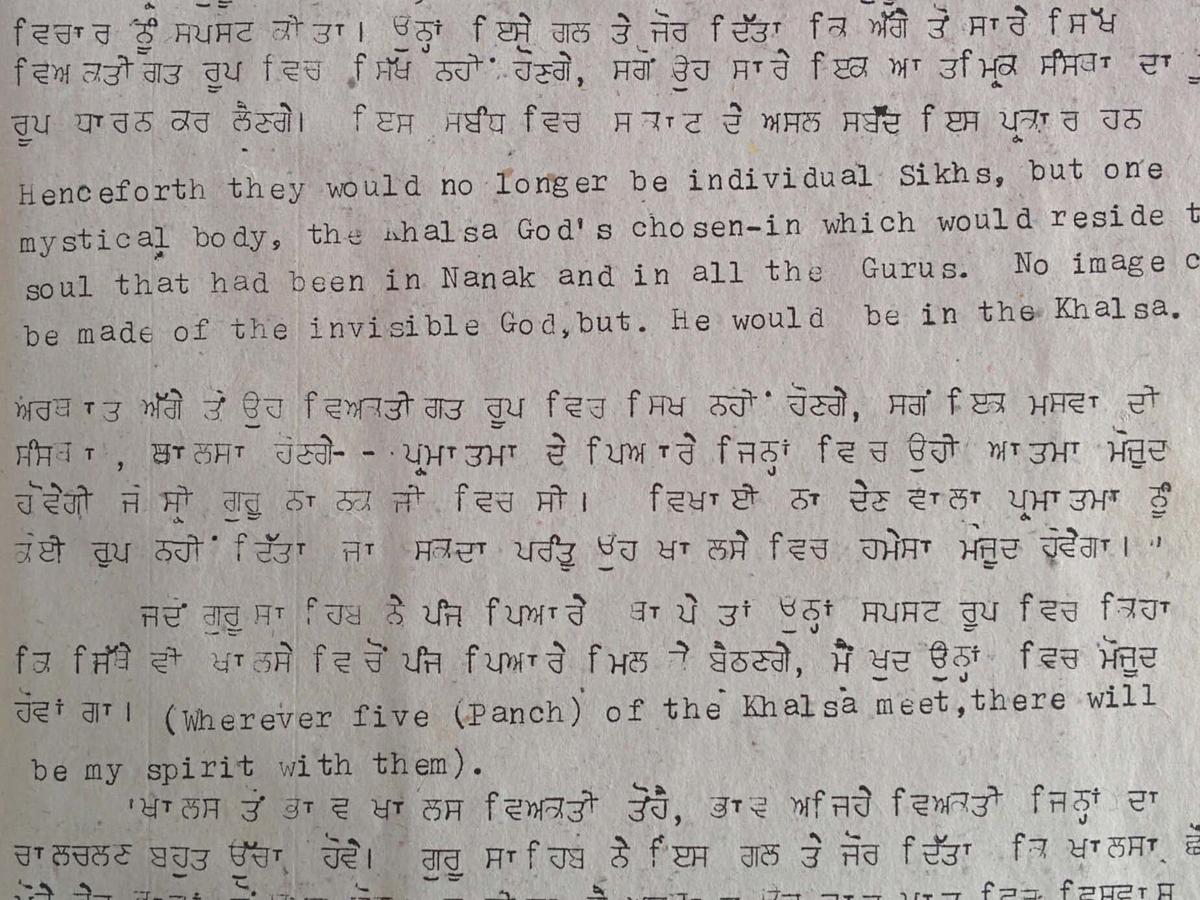 ਵਿਚਾਰ ਨੂੰ ਸਪਸਟ ਕੀਤਾ। ਉਨ੍ਹਾਂ ਇਸੇ ਗਲ ਤੇ ਜੋਰ ਦਿੱਤਾ ਕਿ ਅੱਗੇ ਤੋਂ ਸਾਰੇ ਸਿੱਖ
ਵਿਅਕਤੀਗਤ ਰੂਪ ਵਿਚ ਸਿੱਖ ਨਹੀਂ ਹੋਣਗੇ, ਸਗੋਂ ਉਹ ਸਾਰੇ ਇਕ ਆਤਮਿਕ ਸੰਸਥਾ ਦਾ
ਰੂਪ ਧਾਰਨ ਕਰ ਲੈਣਗੇ। ਇਸ ਸਬੰਧ ਵਿਚ ਸਕਾਟ ਦੇ ਅਸਲ ਸਬੰਦ ਇਸ ਪ੍ਰਕਾਰ ਹਨ
Henceforth they would no longer be individual Sikhs, but one
mystical body, the Khalsa God's chosen-in which would reside
soul that had been in Nanak and in all the Gurus. No image
be made of the invisible God,but. He would be in the Khalsa.
ਅਰਥਾਤ ਅੱਗੇ ਤੋਂ ਉਹ ਵਿਅਕਤੀਗਤ ਰੂਪ ਵਿਚ ਸਿਖ ਨਹੀਂ ਹੋਣਗੇ, ਸਗੋਂ ਇਕ ਮਸਵਾ ਦੀ
ਸੰਸਥਾ, ਖਾਲਸਾ ਹੋਣਗੇ-- ਪ੍ਰਮਾਤਮਾ ਦੇ ਪਿਆਰੇ ਜਿਨ੍ਹਾਂ ਵਿਚ ਉਹੀ ਆਤਮਾ ਮੌਜੂਦ
ਹੋਵੇਗੀ ਜੋ ਸ੍ਰੀ ਗੁਰੂ ਨਾਨਕ ਜੀ ਵਿਚ ਸੀ। ਵਿਖਾਈ ਨਾ ਦੇਣ ਵਾਲਾ ਪ੍ਰਮਾਤਮਾ ਨੂੰ
ਕੋਈ ਰੂਪ ਨਹੀਂ ਦਿੱਤਾ ਜਾ ਸਕਦਾ ਪਰੰਤੂ ਉਹ ਖਾਲਸੇ ਵਿਚ ਹਮੇਸਾ ਮੌਜੂਦ ਹੋਵੇਗਾ।"
ਜਦੋਂ ਗੁਰੂ ਸਾਹਿਬ ਨੇ ਪੰਜ ਪਿਆਰੇ ਥਾਪੇ ਤਾਂ ਉਨ੍ਹਾਂ ਸਪਸਟ ਰੂਪ ਵਿਚ ਕਿਹਾ
ਕਿ ਜਿੱਥੇ ਵੀ ਖਾਲਸੇ ਵਿਚੋਂ ਪੰਜ ਪਿਆਰੇ ਮਿਲ ਬੈਠਣਗੇ, ਮੈਂ ਖੁਦ ਉਨ੍ਹਾਂ ਵਿਚ ਮੌਜੂਦ
ਹੋਵਾਂਗਾ। (Wherever five (Panch) of the Khalsa meet,there will
be my spirit with them).
'ਖਾਲਸ ਤੋਂ ਭਾਵ ਖਾਲਸ ਵਿਅਕਤੀ ਤੋਂਹੈ, ਭਾਵ ਅਜਿਹੇ ਵਿਅਕਤੀ ਜਿਨ੍ਹਾਂ ਦਾ
ਚਾਲਚਲਣ ਬਹੁਤ ਉੱਚਾ ਹੋਵੇ। ਗੁਰੂ ਸਾਹਿਬ ਨੇ ਇਸ ਗਲ ਤੇ ਜੋਰ ਦਿੱਤਾ ਕਿ ਖਾਲਸਾ